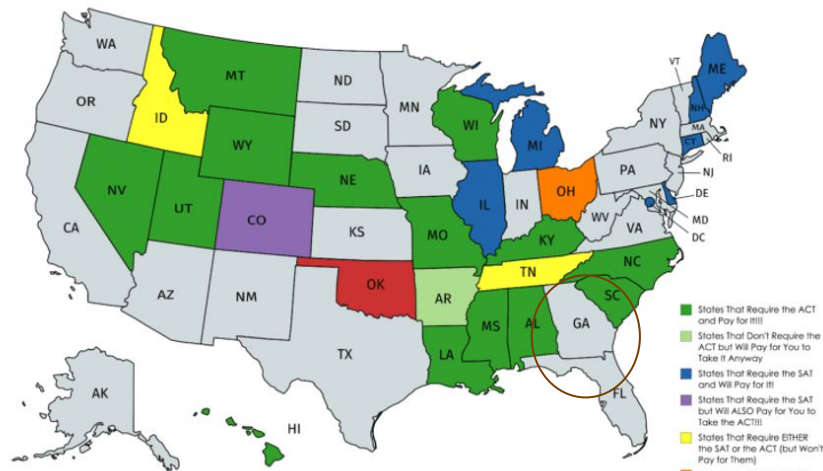 WA
MT
ND
MN
VT
ME
OR
ID
SD
WI
NH
NY
MA
WY
MI
CT
RI
IA
NE
PA
NJ
NV
OH
DE
UT
IL
IN
CO
WV
MD
CA
KS
MO
VA
DC
KY
NC
TN
OK
AZ
NM
AR
SC
MS
AL
GA
TX
LA
AK
HI
FL
States That Require the ACT
and Pay for It!!!
States That Don't Require the
ACT but Will Pay for You to
Take It Anyway
States That Require the SAT
and Will Pay for It!
States That Require the SAT
but Will ALSO Pay for You to
Take the ACT!!!
States That Require EITHER
the SAT or the ACT (but Won't
Pay for Them)